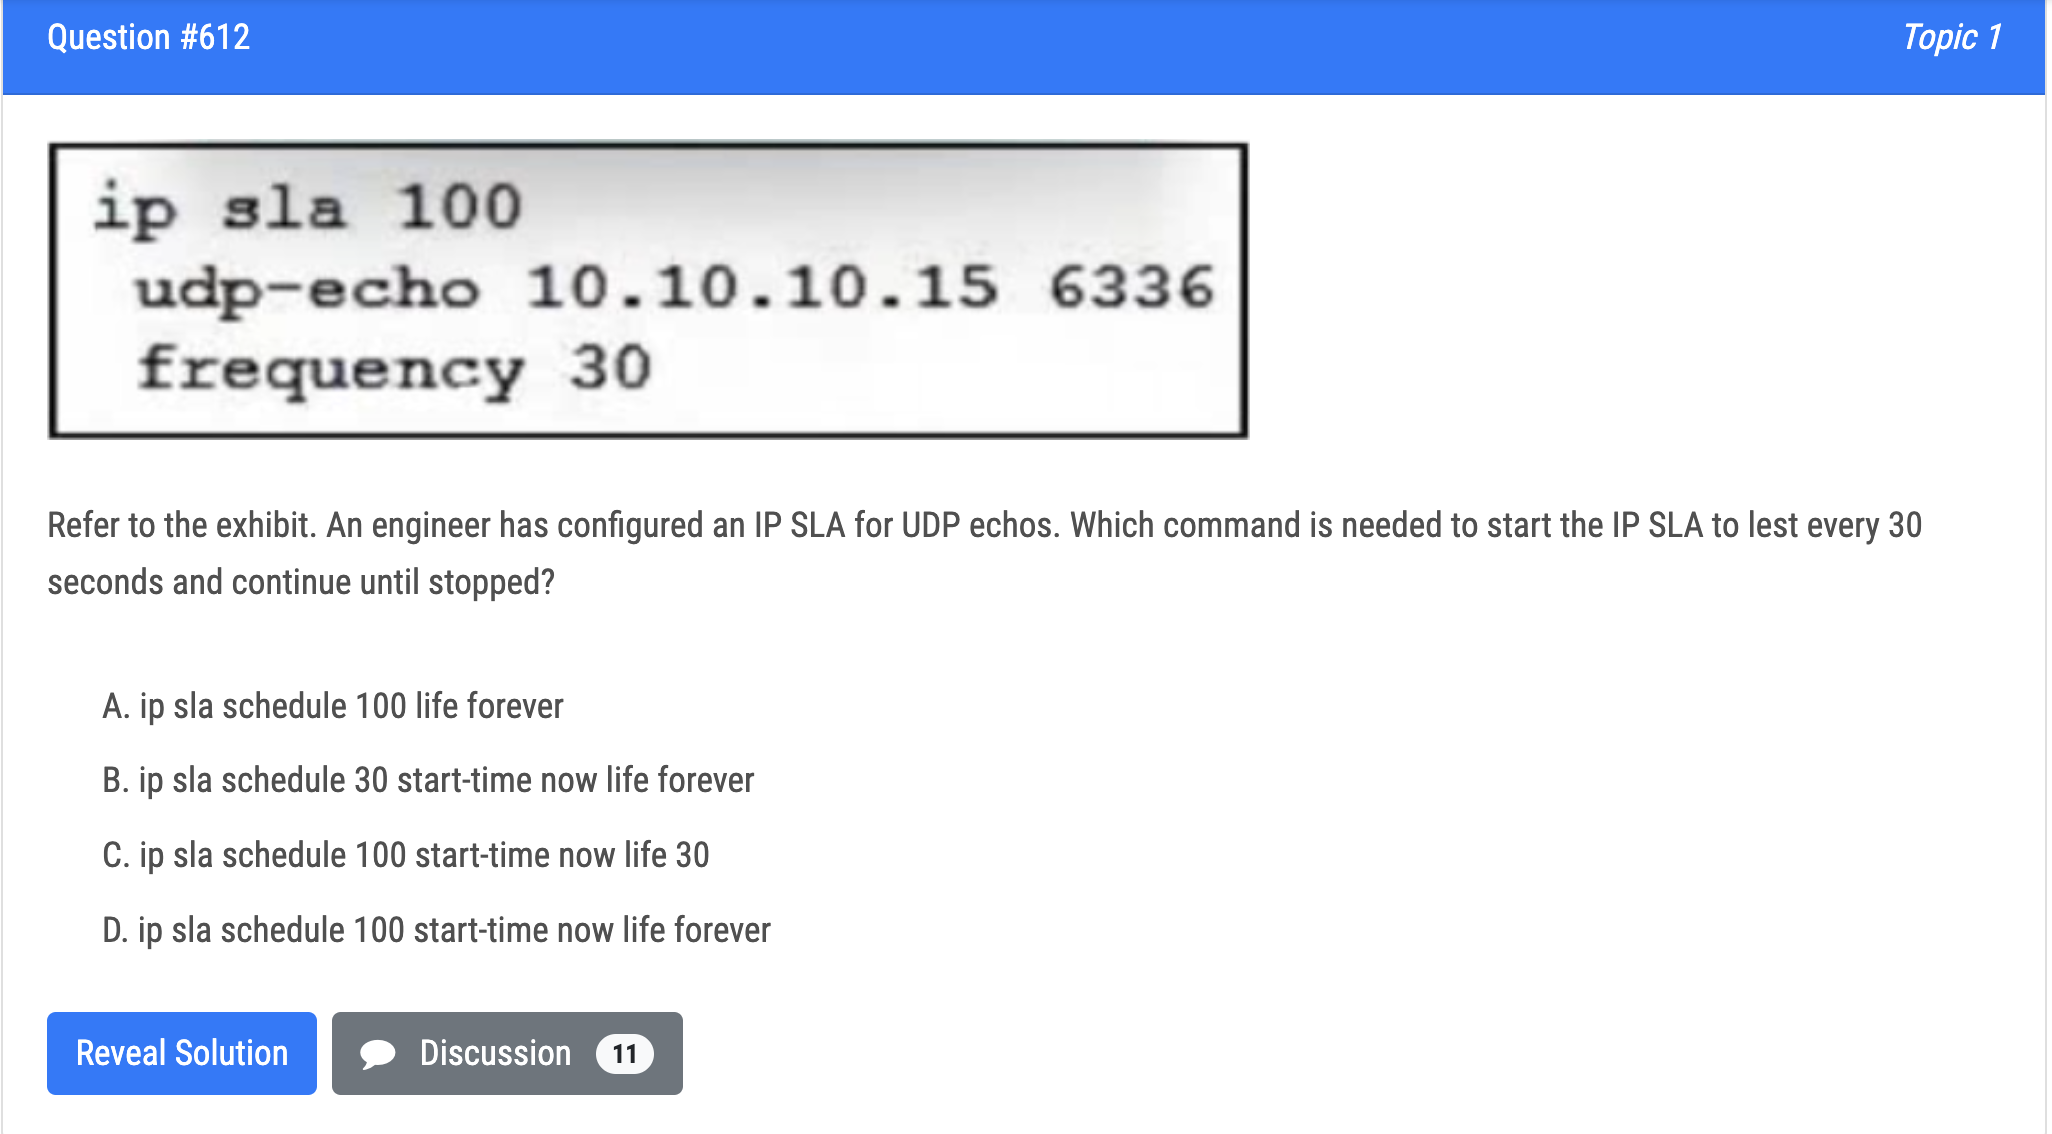 Question #612
Topic 1
ip sla 100
udp-echo 10.10.10.15 6336
frequency 30
Refer to the exhibit. An engineer has configured an IP SLA for UDP echos. Which command is needed to start the IP SLA to lest every 30
seconds and continue until stopped?
A. ip sla schedule 100 life forever
B. ip sla schedule 30 start-time now life forever
C. ip sla schedule 100 start-time now life 30
D. ip sla schedule 100 start-time now life forever
Reveal Solution
Discussion 11